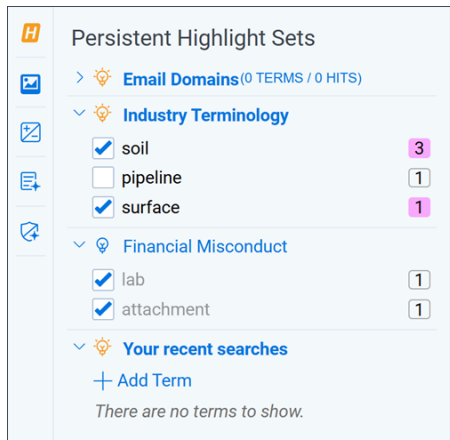 H
Persistent Highlight Sets
Email Domains (0 TERMS / 0 HITS)
Industry Terminology
soil 3
pipeline 1
surface 1
Financial Misconduct
lab 1
attachment 1
Your recent searches
+ Add Term
There are no terms to show.